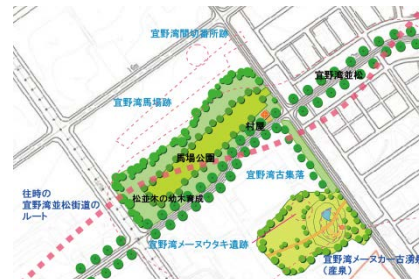 宜野湾間切番所跡
宜野湾並松
宜野湾馬場跡
村屋
馬場公園
宜野湾古集落
往時の
宜野湾並松街道の
ルート
松並木の幼木育成
宜野湾メーヌウタキ遺跡
宜野湾メーヌカー古湧泉
(産泉)